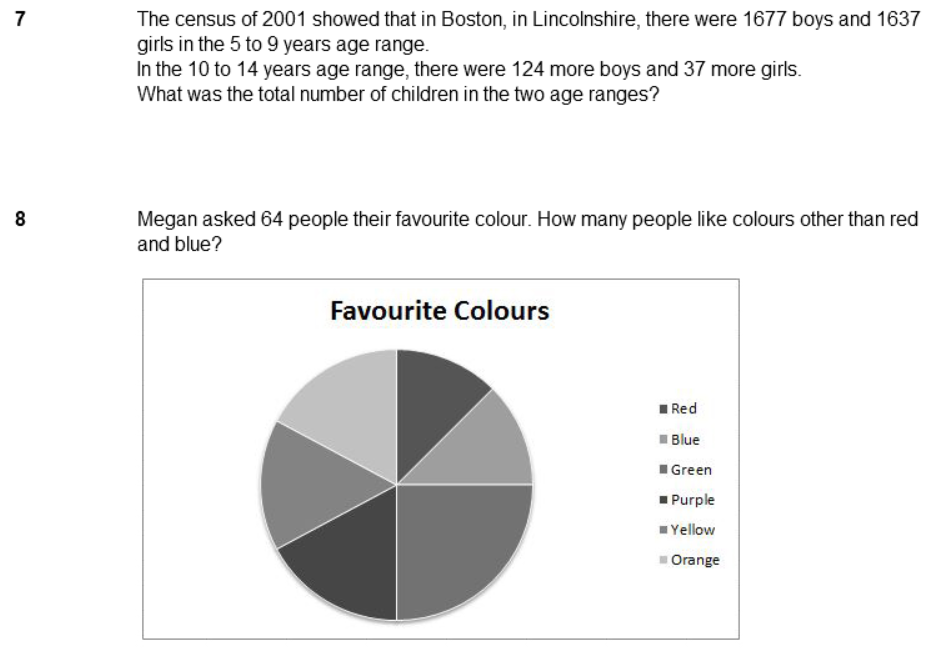 7 The census of 2001 showed that in Boston, in Lincolnshire, there were 1677 boys and 1637
girls in the 5 to 9 years age range.
In the 10 to 14 years age range, there were 124 more boys and 37 more girls.
What was the total number of children in the two age ranges?
8 Megan asked 64 people their favourite colour. How many people like colours other than red
and blue?
Favourite Colours
Red
Blue
Green
Purple
Yellow
Orange